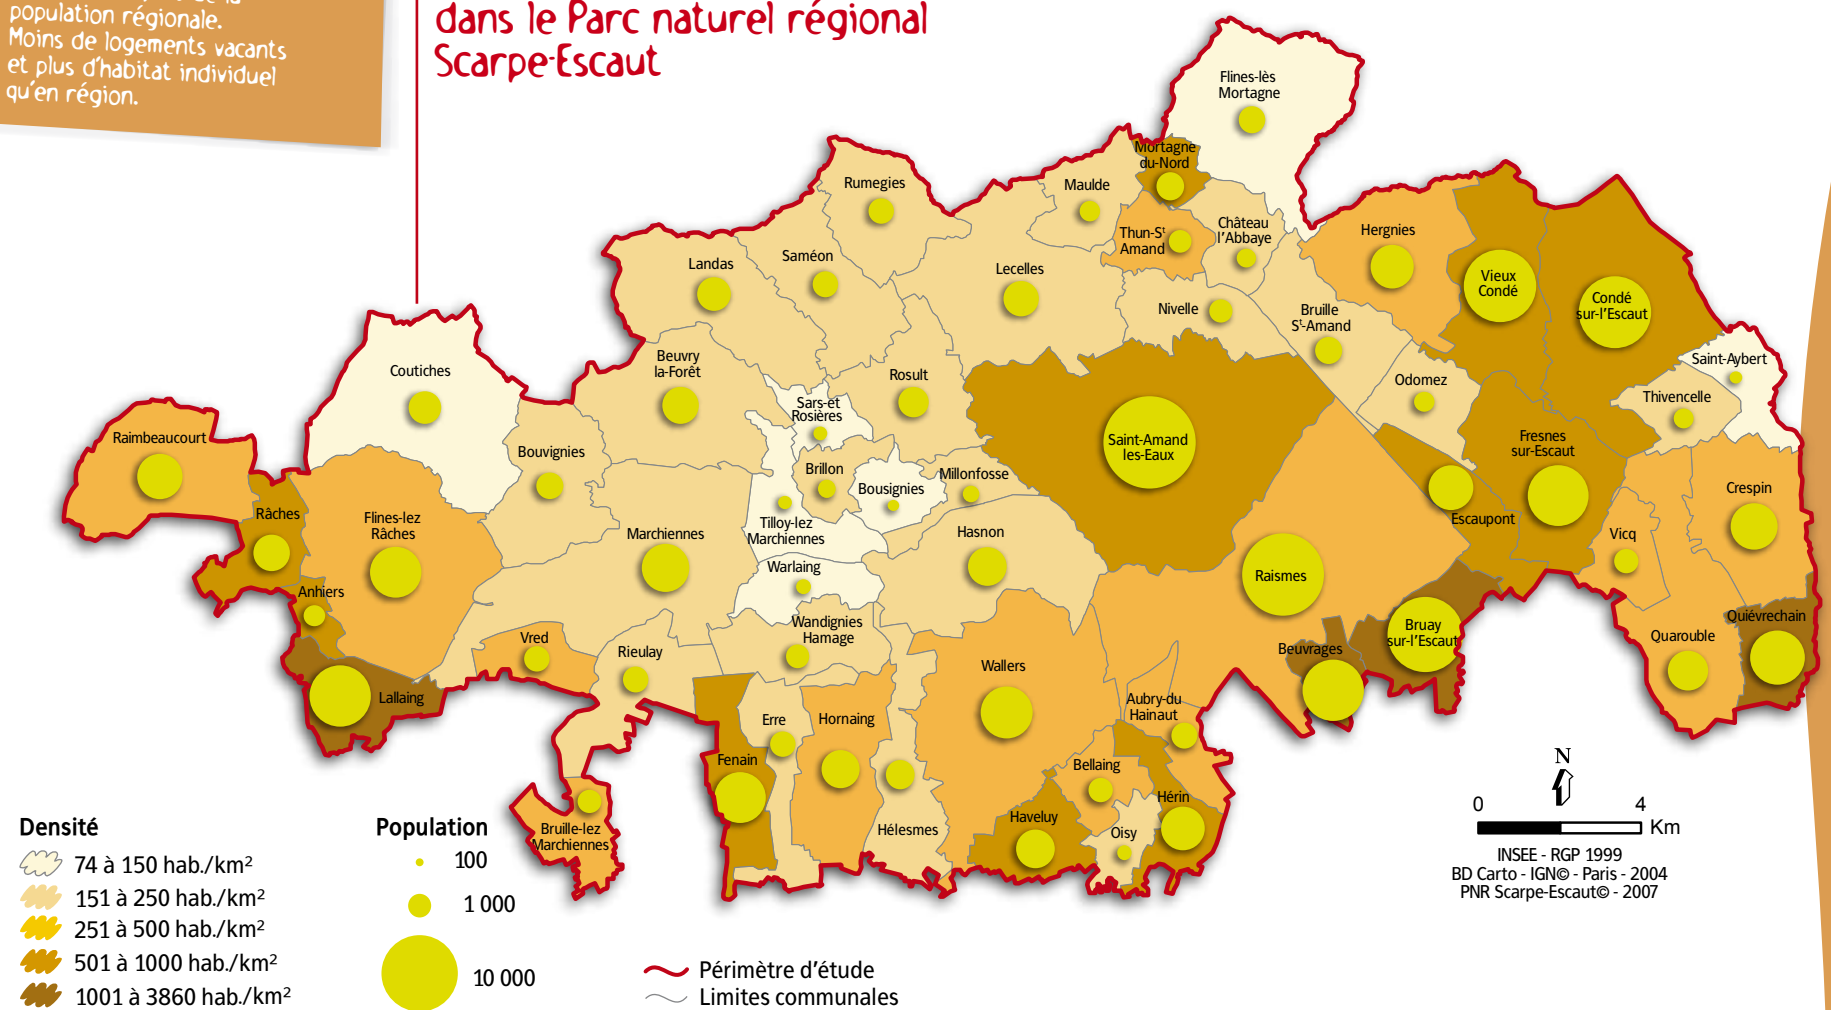 population régionale.
Moins de logements vacants
et plus d'habitat individuel
qu'en région.
dans le Parc naturel régional
Scarpe-Escaut
Flines-lès
Mortagne
Mortagne
du-Nord
Rumegies
Maulde
Thun-St
Amand
Château
l'Abbaye
Hergnies
Vieux
Condé
Condé
sur-l'Escaut
Landas
Saméon
Lecelles
Nivelle
Bruille
St-Amand
Saint-Aybert
Thivencelle
Coutiches
Beuvry
la-Forêt
Rosult
Odomez
Sars-et
Rosières
Raimbeaucourt
Bouvignies
Brillon
Bousignies
Millonfosse
Saint-Amand
les-Eaux
Fresnes
sur-Escaut
Crespin
Râches
Flines-lez
Râches
Marchiennes
Tilloy-lez
Marchiennes
Hasnon
Escaupont
Vicq
Warlaing
Raismes
Anhiers
Wandignies
Hamage
Bruay
sur-l'Escaut
Quiévrechain
Vred
Rieulay
Wallers
Beuvrages
Quarouble
Lallaing
Aubry-du
Hainaut
Erre
Hornaing
Fenain
Bellaing
Hérin
Haveluy
Oisy
Hélesmes
Bruille-lez
Marchiennes
N
0 4
Km
INSEE - RGP 1999
BD Carto - IGN© - Paris - 2004
PNR Scarpe-Escaut© - 2007
Densité
74 à 150 hab./km²
151 à 250 hab./km²
251 à 500 hab./km²
501 à 1000 hab./km²
1001 à 3860 hab./km²
Population
100
1 000
10 000
Périmètre d'étude
Limites communales